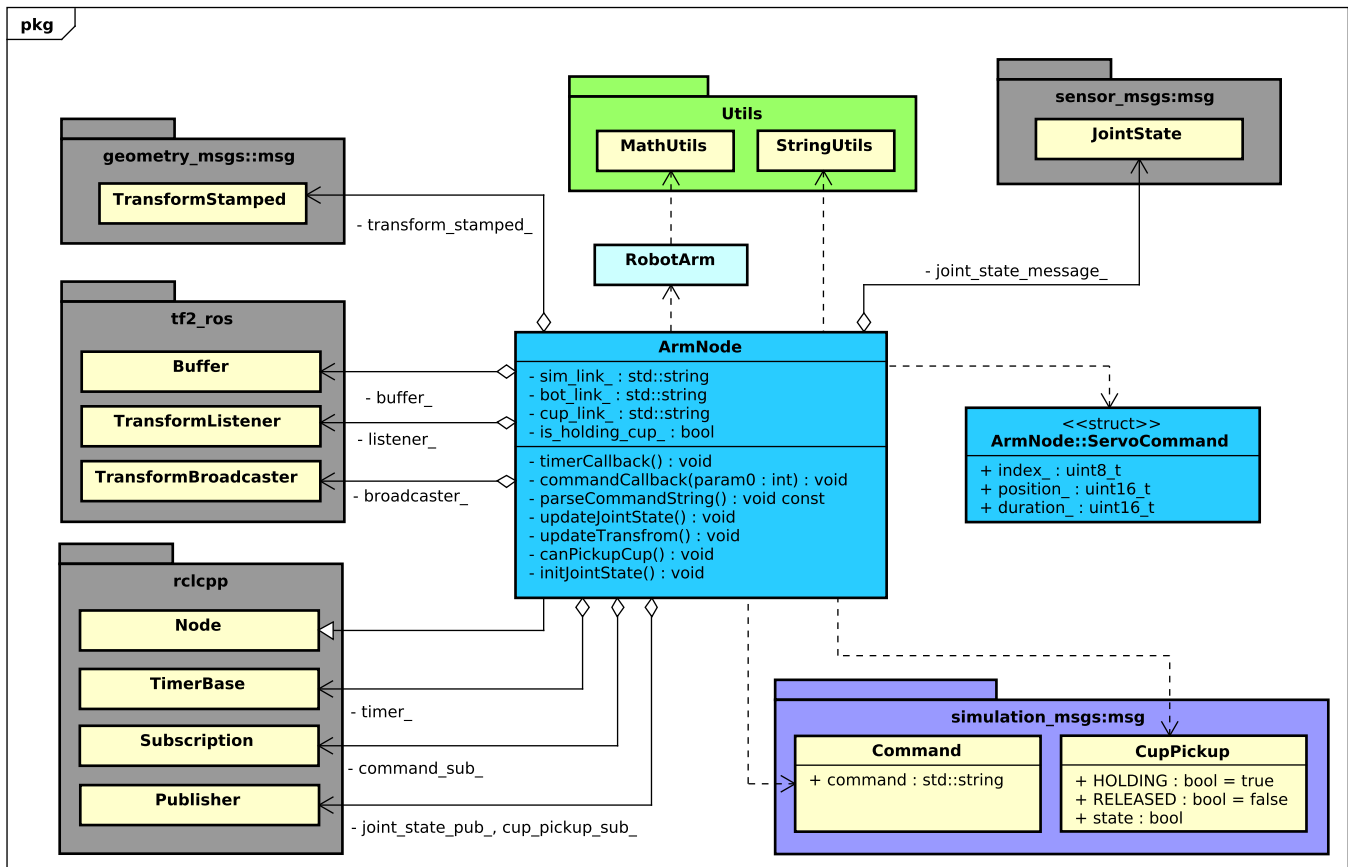 pkg
Utils
MathUtils
StringUtils
sensor_msgs:msg
JointState
geometry_msgs::msg
TransformStamped
- transform_stamped_
RobotArm
- joint_state_message_
tf2_ros
Buffer
TransformListener
TransformBroadcaster
- buffer_
- listener_
- broadcaster_
ArmNode
- sim_link_ : std::string
- bot_link_ : std::string
- cup_link_ : std::string
- is_holding_cup_ : bool
- timerCallback() : void
- commandCallback(param0 : int) : void
- parseCommandString() : void const
- updateJointState() : void
- updateTransfrom() : void
- canPickupCup() : void
- initJointState() : void
<<struct>>
ArmNode::ServoCommand
+ index_ : uint8_t
+ position_ : uint16_t
+ duration_ : uint16_t
rclcpp
Node
TimerBase
Subscription
Publisher
- timer_
- command_sub_
- joint_state_pub_, cup_pickup_sub_
simulation_msgs:msg
Command
+ command : std::string
CupPickup
+ HOLDING : bool = true
+ RELEASED : bool = false
+ state : bool